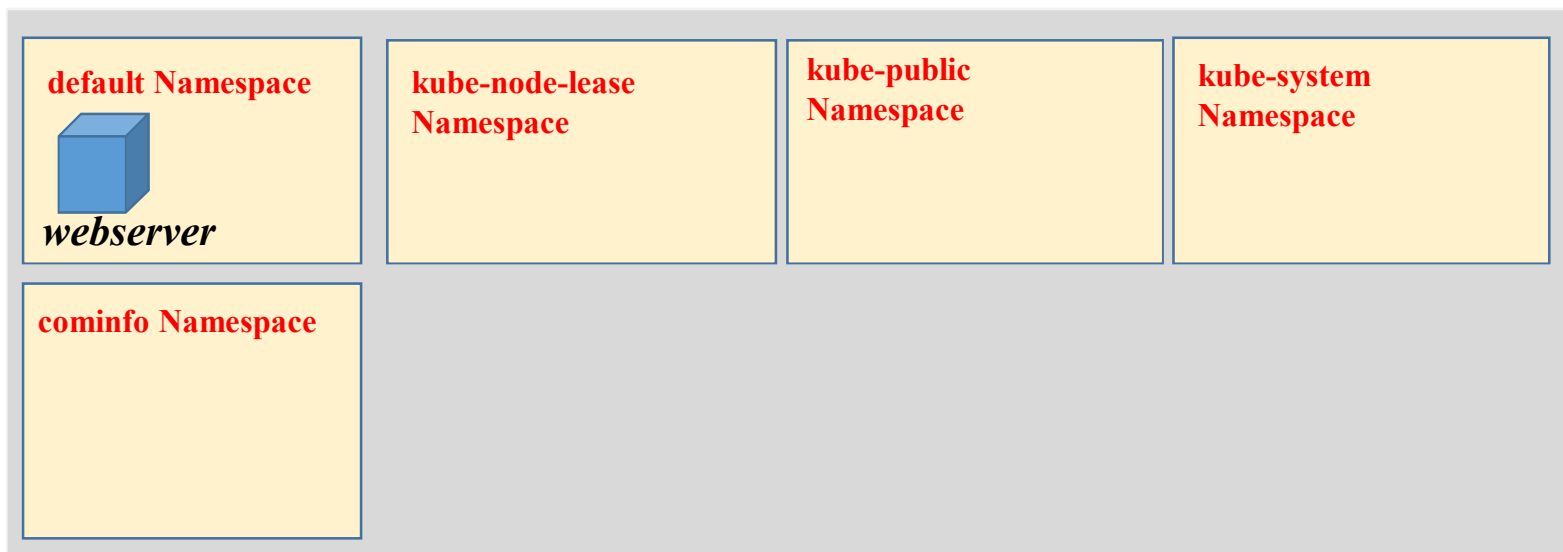 default Namespace
webserver
kube-node-lease
Namespace
kube-public
Namespace
kube-system
Namespace
cominfo Namespace